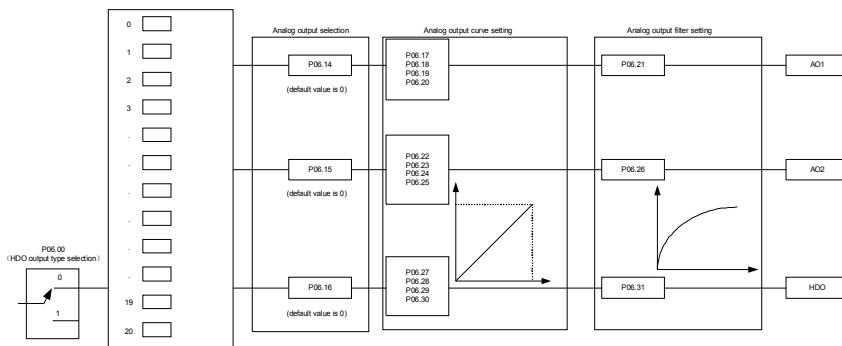 Analog output selection
Analog output curve setting
Analog output filter setting
0
1
2
3
.
.
.
.
.
.
19
20
P06.14
(default value is 0)
P06.17
P06.18
P06.19
P06.20
P06.21
AO1
P06.15
(default value is 0)
P06.22
P06.23
P06.24
P06.25
P06.26
AO2
P06.00
(HDO output type selection)
0
1
P06.16
(default value is 0)
P06.27
P06.28
P06.29
P06.30
P06.31
HDO